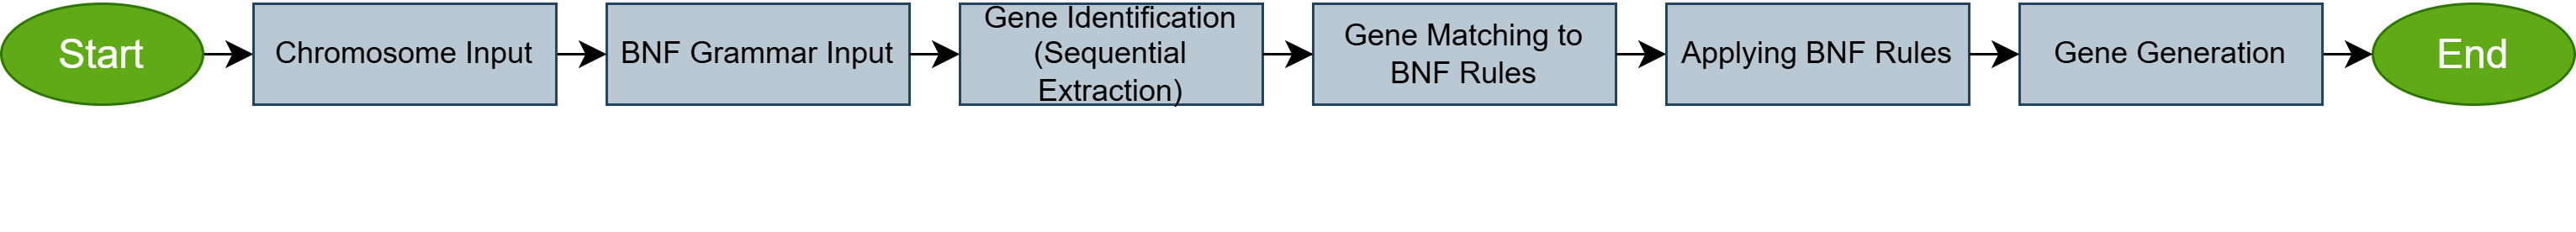 Start
Chromosome Input
BNF Grammar Input
Gene Identification
(Sequential
Extraction)
Gene Matching to
BNF Rules
Applying BNF Rules
Gene Generation
End